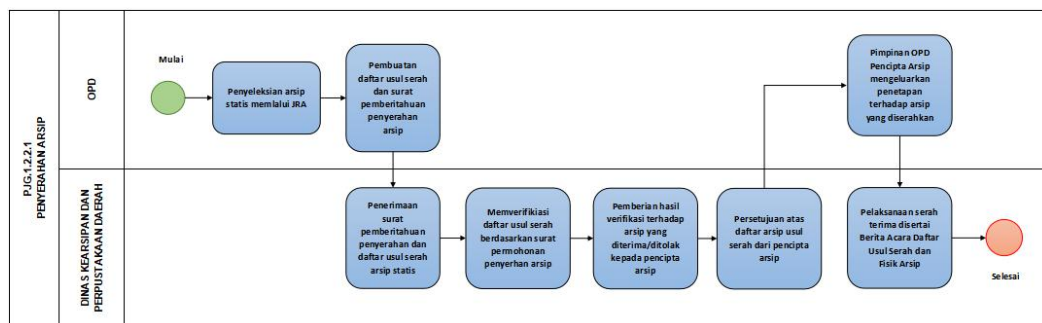 PJG.1.2.2.1
PENYERAHAN ARSIP
OPD
Mulai
Penyeleksian arsip
statis memlalui JRA
Pembuatan
daftar usul serah
dan surat
pemberitahuan
penyerahan
arsip
Pimpinan OPD
Pencipta Arsip
mengeluarkan
penetapan
terhadap arsip
yang diserahkan
DINAS KEARSIPAN DAN
PERPUSTAKAAN DAERAH
Penerimaan
surat
pemberitahuan
penyerahan dan
daftar usul serah
arsip statis
Memverifikiasi
daftar usul serah
berdasarkan surat
permohonan
penyerhan arsip
Pemberian hasil
verifikasi terhadap
arsip yang
diterima/ditolak
kepada pencipta
arsip
Persetujuan atas
daftar arsip usul
serah dari pencipta
arsip
Pelaksanaan serah
terima disertai
Berita Acara Daftar
Usul Serah dan
Fisik Arsip
Selesai